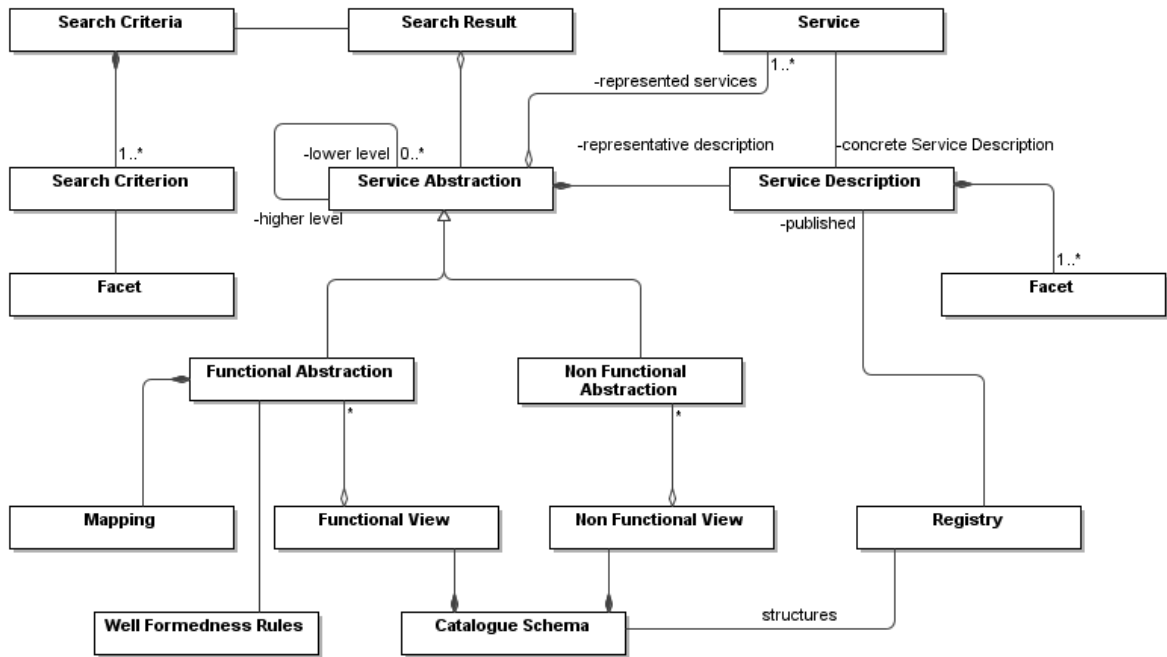 Search Criteria
Search Result
Service
1..*
-represented services
-representative description
-concrete Service Description
1..*
-lower level
0..*
Search Criterion
Service Abstraction
Service Description
-higher level
-published
1..*
Facet
Facet
Functional Abstraction
Non Functional
Abstraction
*
*
Mapping
Functional View
Non Functional View
Registry
structures
Well Formedness Rules
Catalogue Schema